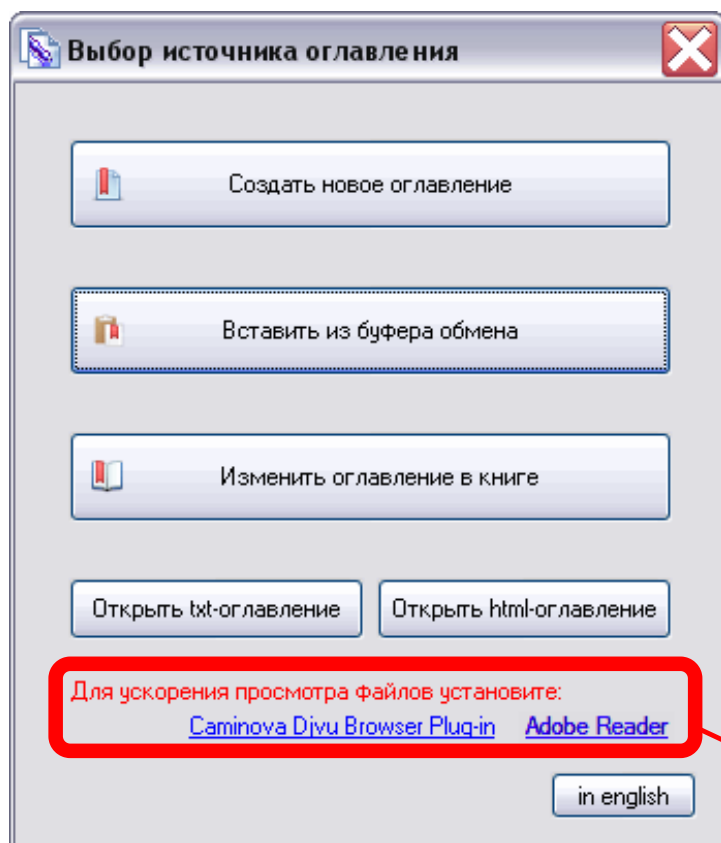 Выбор источника оглавления
Создать новое оглавление
Вставить из буфера обмена
Изменить оглавление в книге
Открыть txt-оглавление Открыть html-оглавление
Для ускорения просмотра файлов установите:
Caminova Djvu Browser Plug-in Adobe Reader
in english